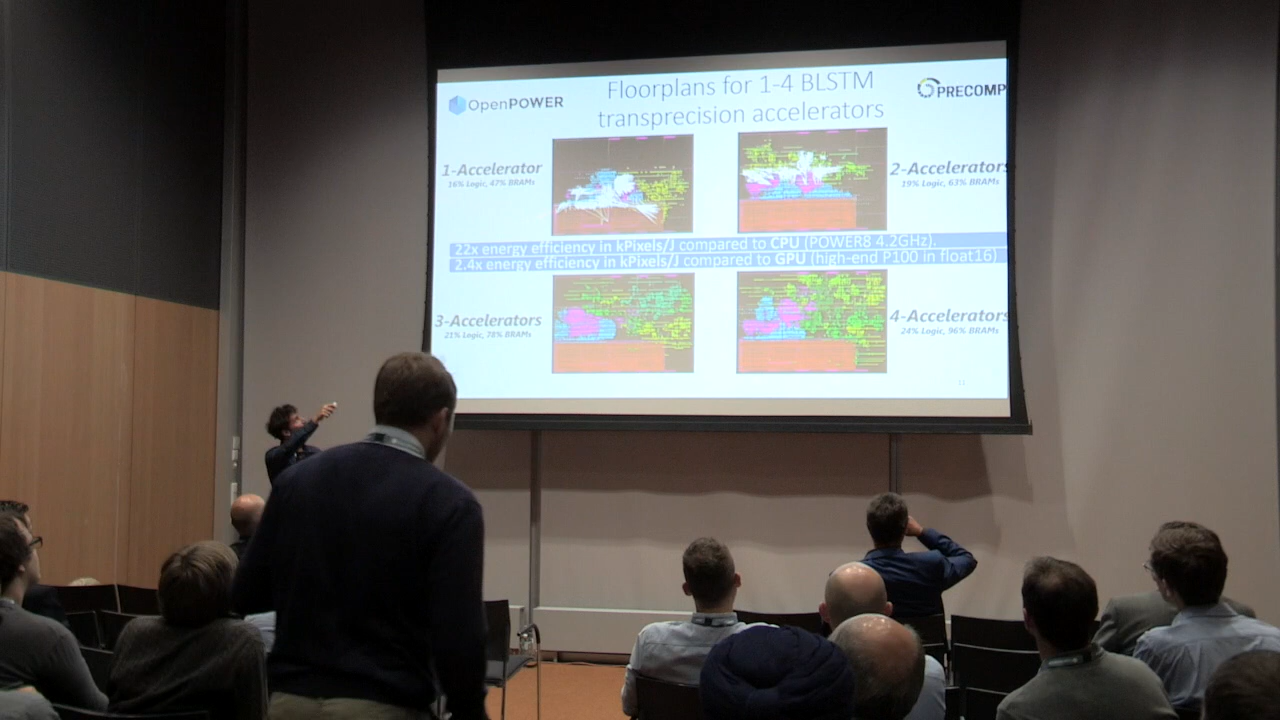 Floorplans for 1-4 BLSTM
transprecision accelerators
OpenPOWER
PRECOMP
1-Accelerator
16% Logic, 47% BRAMs
2-Accelerators
19% Logic, 63% BRAMs
22x energy efficiency in kPixels/J compared to CPU (POWER8 4.2GHz).
2.4x energy efficiency in kPixels/J compared to GPU (high-end P100 in float16)
3-Accelerators
21% Logic, 78% BRAMs
4-Accelerators
24% Logic, 96% BRAMs
11